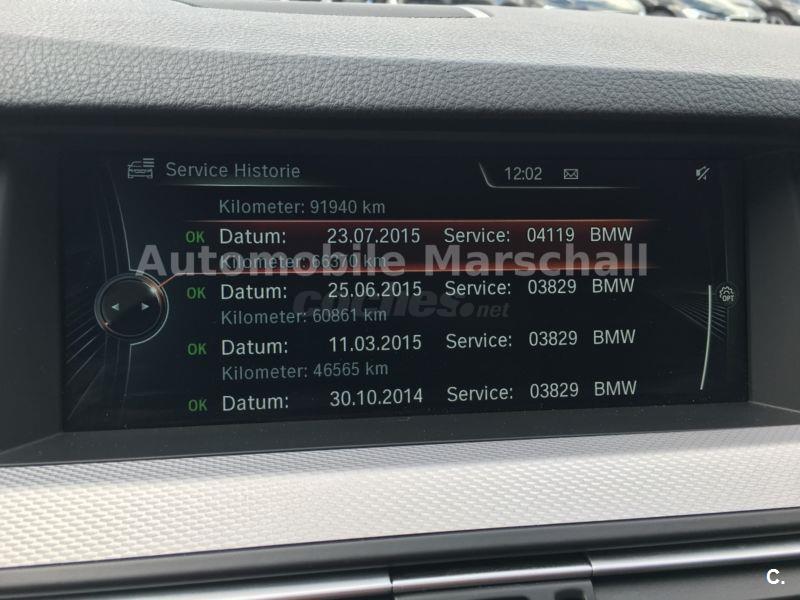 Service Historie
12:02
Kilometer: 91940 km
OK Datum: 23.07.2015 Service: 04119 BMW
Kilometer: 66370 km
Automobile Marschall
OK Datum: 25.06.2015 Service: 03829 BMW
coches.net
Kilometer: 60861 km
OPT
OK Datum: 11.03.2015 Service: 03829 BMW
Kilometer: 46565 km
OK Datum: 30.10.2014 Service: 03829 BMW
C.